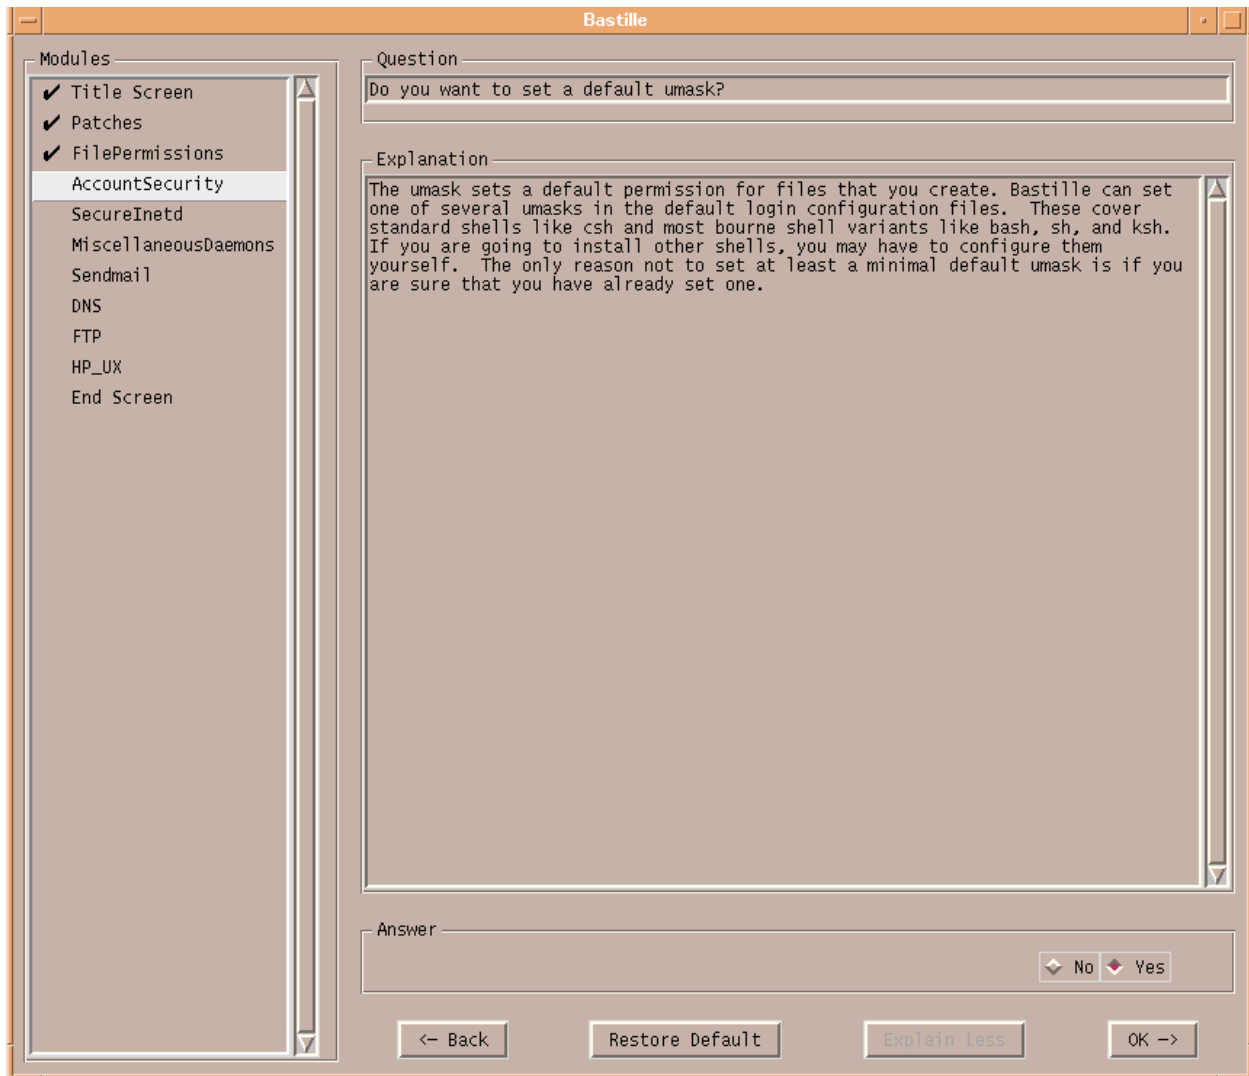 Bastille
Modules
Title Screen
Patches
FilePermissions
AccountSecurity
SecureInetd
MiscellaneousDaemons
Sendmail
DNS
FTP
HP_UX
End Screen
Question
Do you want to set a default umask?
Explanation
The umask sets a default permission for files that you create. Bastille can set
one of several umasks in the default login configuration files.  These cover
standard shells like csh and most bourne shell variants like bash, sh, and ksh.
If you are going to install other shells, you may have to configure them
yourself.  The only reason not to set at least a minimal default umask is if you
are sure that you have already set one.
Answer
No Yes
<- Back Restore Default Explain Less OK ->